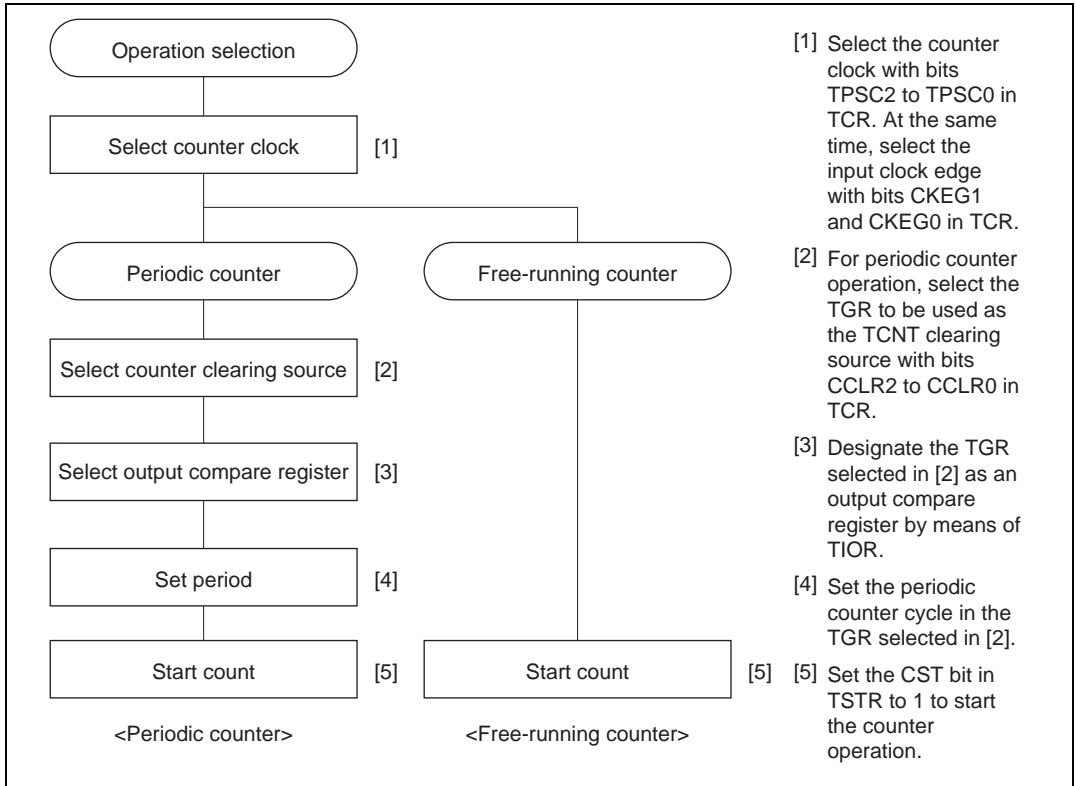 Operation selection
Select counter clock
[1]
Periodic counter
Free-running counter
Select counter clearing source
[2]
Select output compare register
[3]
Set period
[4]
Start count
[5]
Start count
[5]
<Periodic counter>
<Free-running counter>
[1] Select the counter
clock with bits
TPSC2 to TPSC0 in
TCR. At the same
time, select the
input clock edge
with bits CKEG1
and CKEG0 in TCR.
[2] For periodic counter
operation, select the
TGR to be used as
the TCNT clearing
source with bits
CCLR2 to CCLR0 in
TCR.
[3] Designate the TGR
selected in [2] as an
output compare
register by means of
TIOR.
[4] Set the periodic
counter cycle in the
TGR selected in [2].
[5] Set the CST bit in
TSTR to 1 to start
the counter
operation.